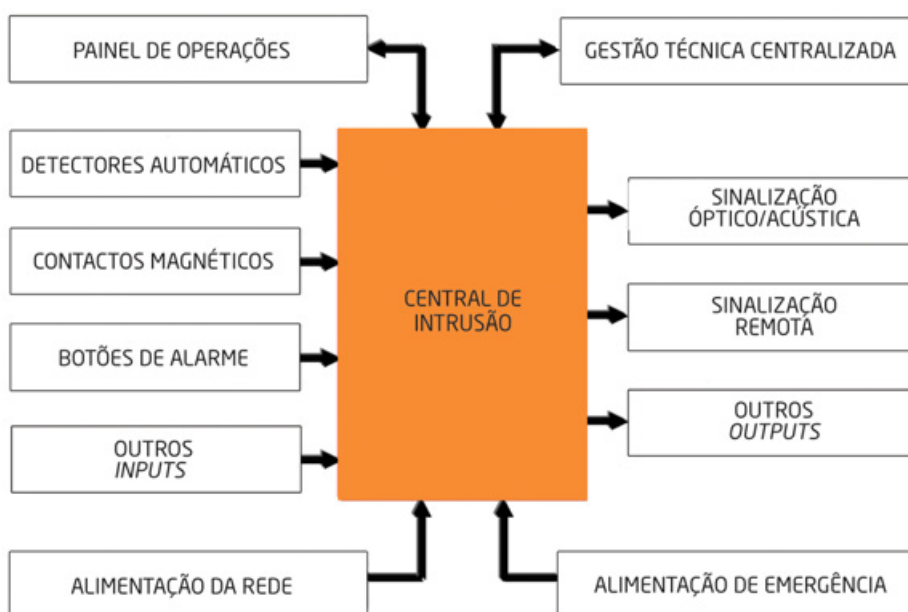 PAINEL DE OPERAÇÕES
GESTÃO TÉCNICA CENTRALIZADA
DETECTORES AUTOMÁTICOS
CONTACTOS MAGNÉTICOS
BOTÕES DE ALARME
OUTROS
INPUTS
CENTRAL DE
INTRUSÃO
SINALIZAÇÃO
ÓPTICO/ACÚSTICA
SINALIZAÇÃO
REMOTA
OUTROS
OUTPUTS
ALIMENTAÇÃO DA REDE
ALIMENTAÇÃO DE EMERGÊNCIA